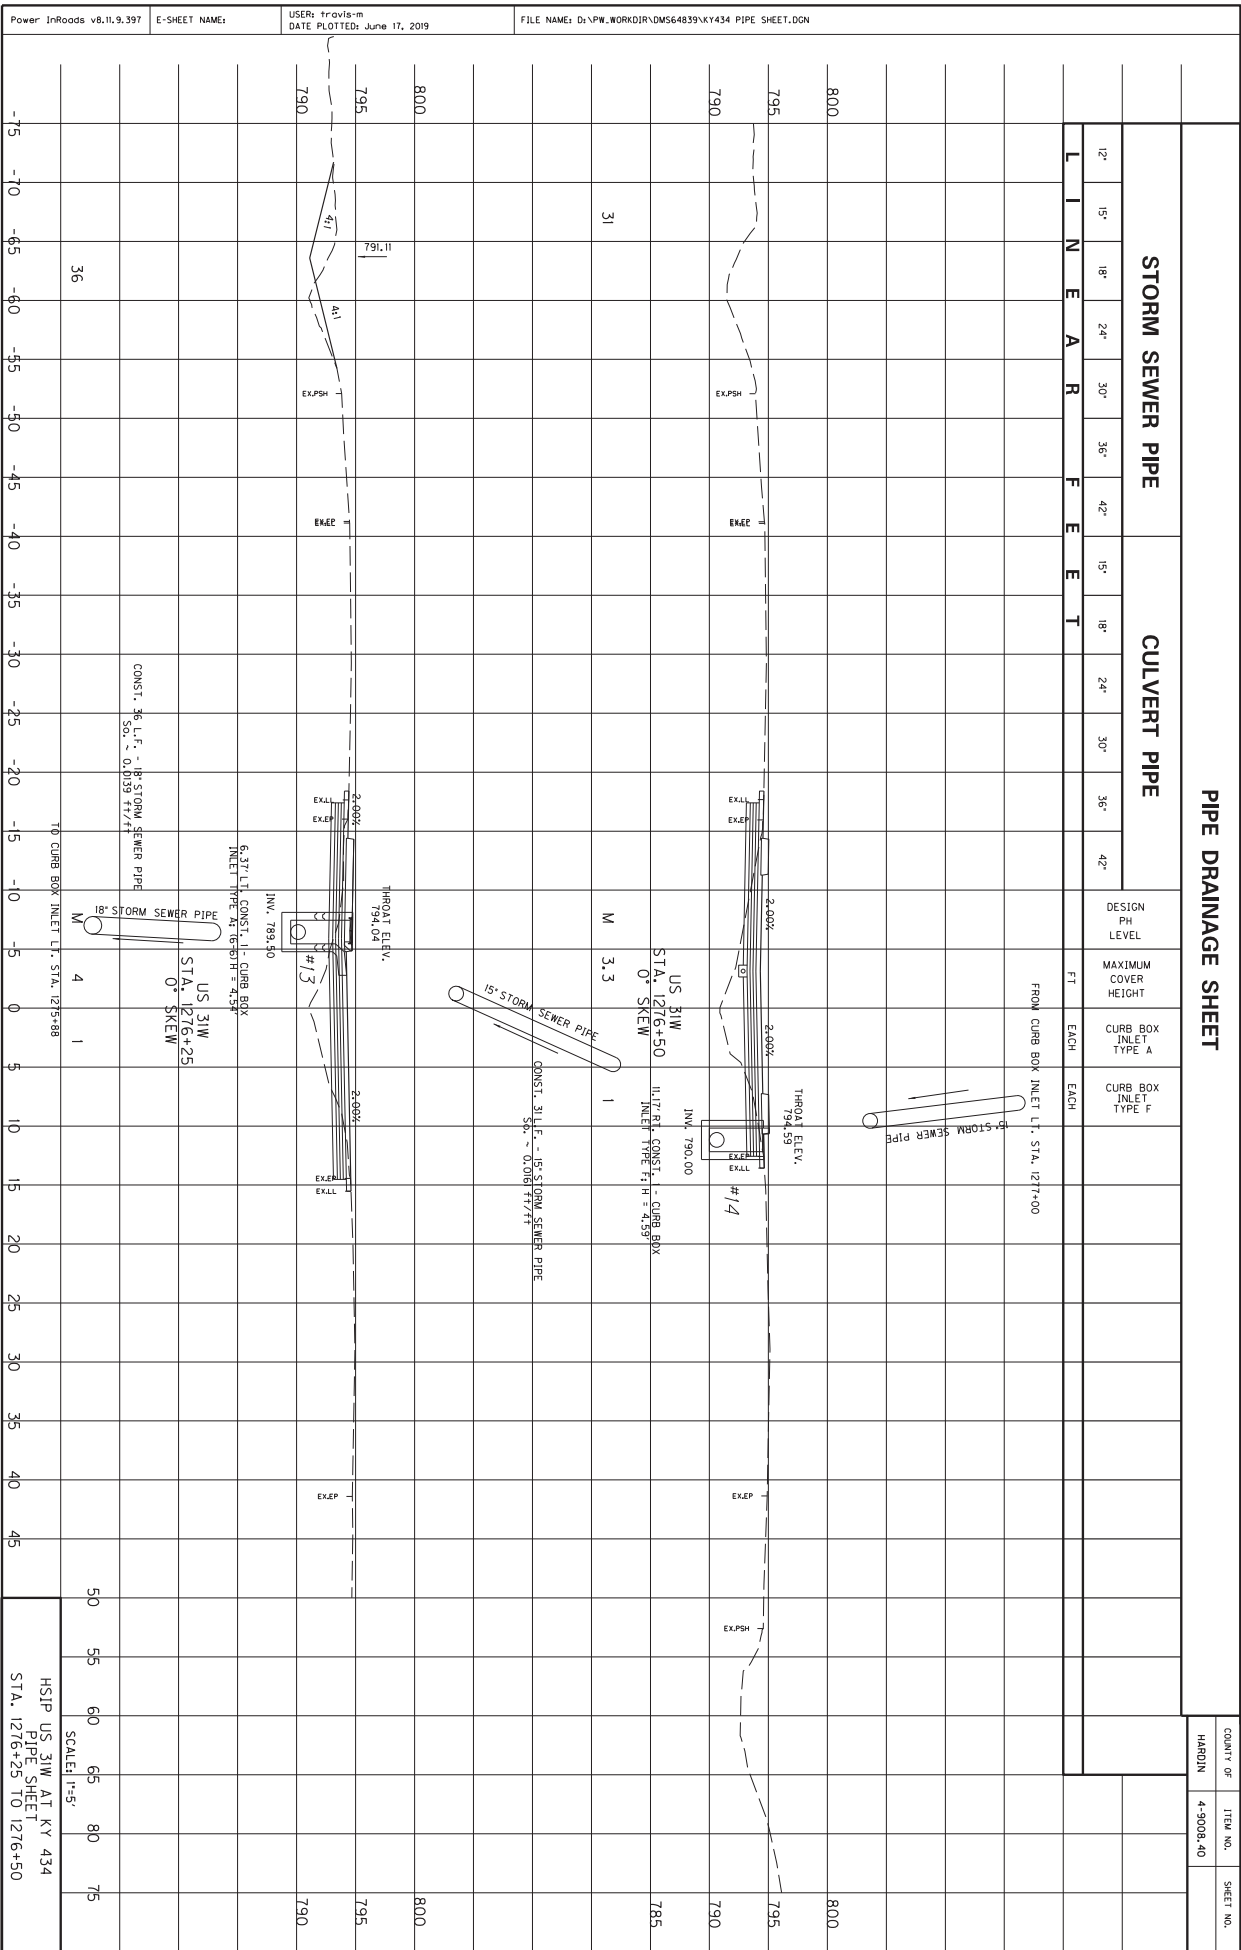 PIPE DRAINAGE SHEET
COUNTY OF
ITEM NO.
SHEET NO.
HARDIN
4-9008.40
STORM SEWER PIPE
CULVERT PIPE
12"
15"
18"
24"
30"
36"
42"
15"
18"
24"
30"
36"
42"
DESIGN
PH
LEVEL
MAXIMUM
COVER
HEIGHT
CURB BOX
INLET
TYPE A
CURB BOX
INLET
TYPE F
LINEAR FEET
FT
EACH
EACH
FROM CURB BOX INLET LT. STA. 1277+00
15" STORM SEWER PIPE
800
795
790
800
795
790
785
EX.PSH
EX.EP
EX.LL
EX.EP
2.00%
2.00%
THROAT ELEV.
794.59
EX.EP
EX.LL
#14
INV. 790.00
EX.EP
EX.PSH
US 31W
STA. 1276+50
0° SKEW
11.17' RT. CONST. 1 - CURB BOX
INLET TYPE F; H = 4.59'
31
M
3.3
1
CONST. 31 L.F. - 15" STORM SEWER PIPE
So. ~ 0.0161 ft/ft
15" STORM SEWER PIPE
800
795
790
800
795
790
791.11
4:1
4:1
EX.PSH
EX.EP
2.00%
EX.LL
EX.EP
THROAT ELEV.
794.04
2.00%
EX.EP
EX.LL
EX.EP
#13
INV. 789.50
6.37' LT. CONST. 1 - CURB BOX
INLET TYPE A; (6-6) H = 4.54'
US 31W
STA. 1276+25
0° SKEW
18" STORM SEWER PIPE
CONST. 36 L.F. - 18" STORM SEWER PIPE
So. ~ 0.0139 ft/ft
36
M
4
1
TO CURB BOX INLET LT. STA. 1275+88
-75 -70 -65 -60 -55 -50 -45 -40 -35 -30 -25 -20 -15 -10 -5 0 5 10 15 20 25 30 35 40 45 50 55 60 65 80 75
SCALE: 1"=5'
HSIP US 31W AT KY 434
PIPE SHEET
STA. 1276+25 TO 1276+50
Power InRoads v8.11.9.397
E-SHEET NAME:
USER: travis-m
DATE PLOTTED: June 17, 2019
FILE NAME: D:\PW_WORKDIR\DMS64839\KY434 PIPE SHEET.DGN